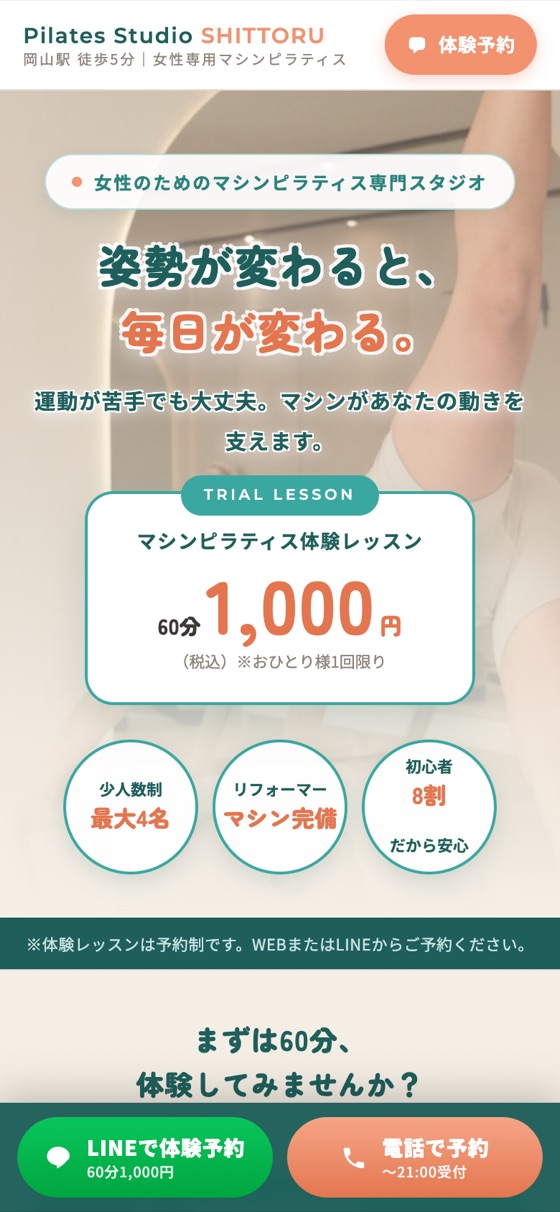 Pilates Studio SHITTORU
岡山駅 徒歩5分｜女性専用マシンピラティス
体験予約
女性のためのマシンピラティス専門スタジオ
姿勢が変わると、
毎日が変わる。
運動が苦手でも大丈夫。マシンがあなたの動きを
支えます。
TRIAL LESSON
マシンピラティス体験レッスン
60分1,000円
（税込）※おひとり様1回限り
少人数制
最大4名
リフォーマー
マシン完備
初心者
8割
だから安心
※体験レッスンは予約制です。WEBまたはLINEからご予約ください。
まずは60分、
体験してみませんか？
LINEで体験予約
60分1,000円
電話で予約
〜21:00受付